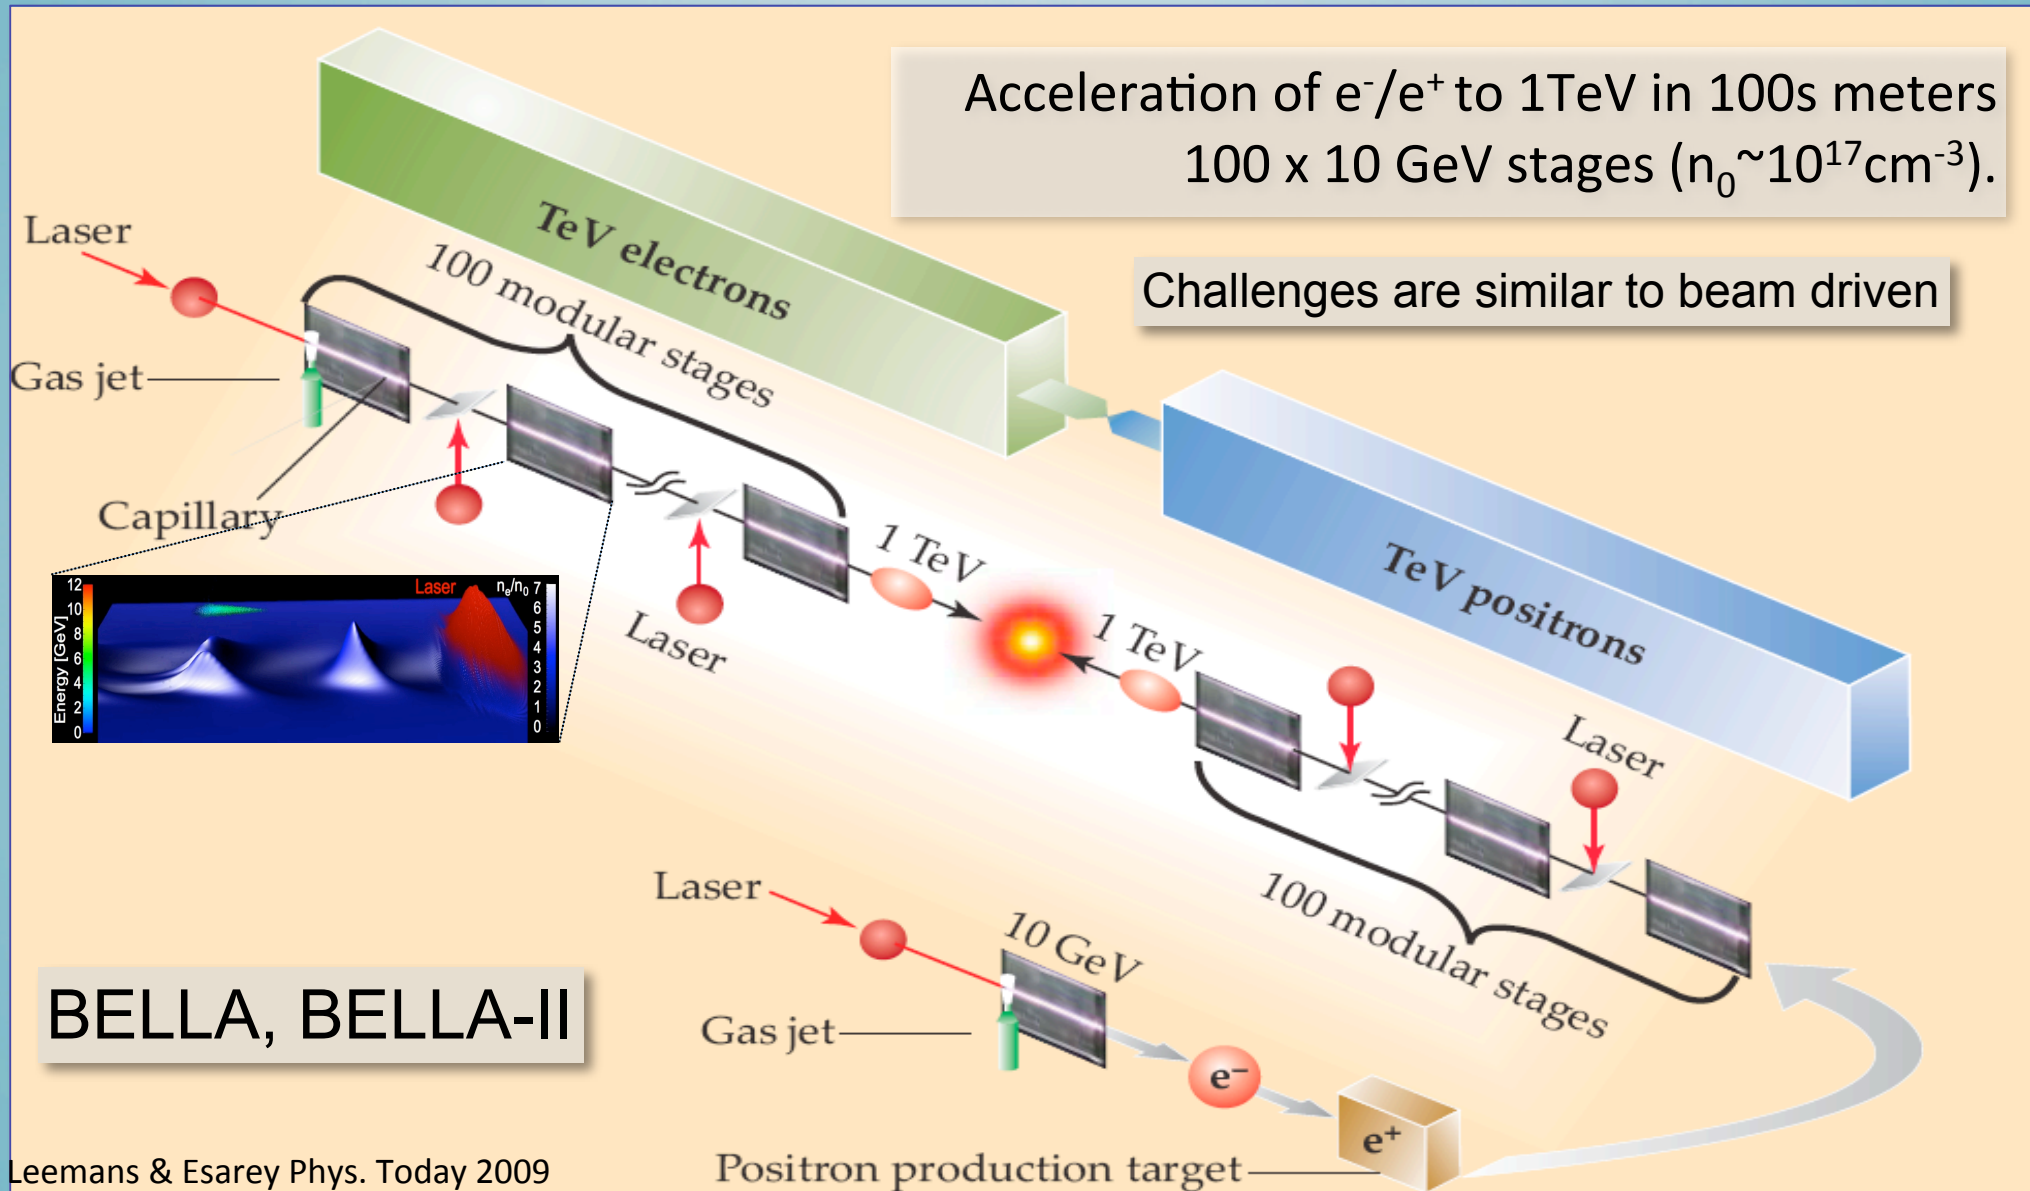 Acceleration of e⁻/e⁺ to 1TeV in 100s meters
100 x 10 GeV stages (n₀~10¹⁷cm⁻³).
Challenges are similar to beam driven
TeV electrons
100 modular stages
Laser
Gas jet
Capillary
Laser
1 TeV
1 TeV
TeV positrons
Laser
100 modular stages
Energy [GeV]
12
10
8
6
4
2
0
Laser
nₑ/n₀
7
6
5
4
3
2
1
0
Laser
10 GeV
Gas jet
e⁻
e⁺
Positron production target
BELLA, BELLA-II
Leemans & Esarey Phys. Today 2009